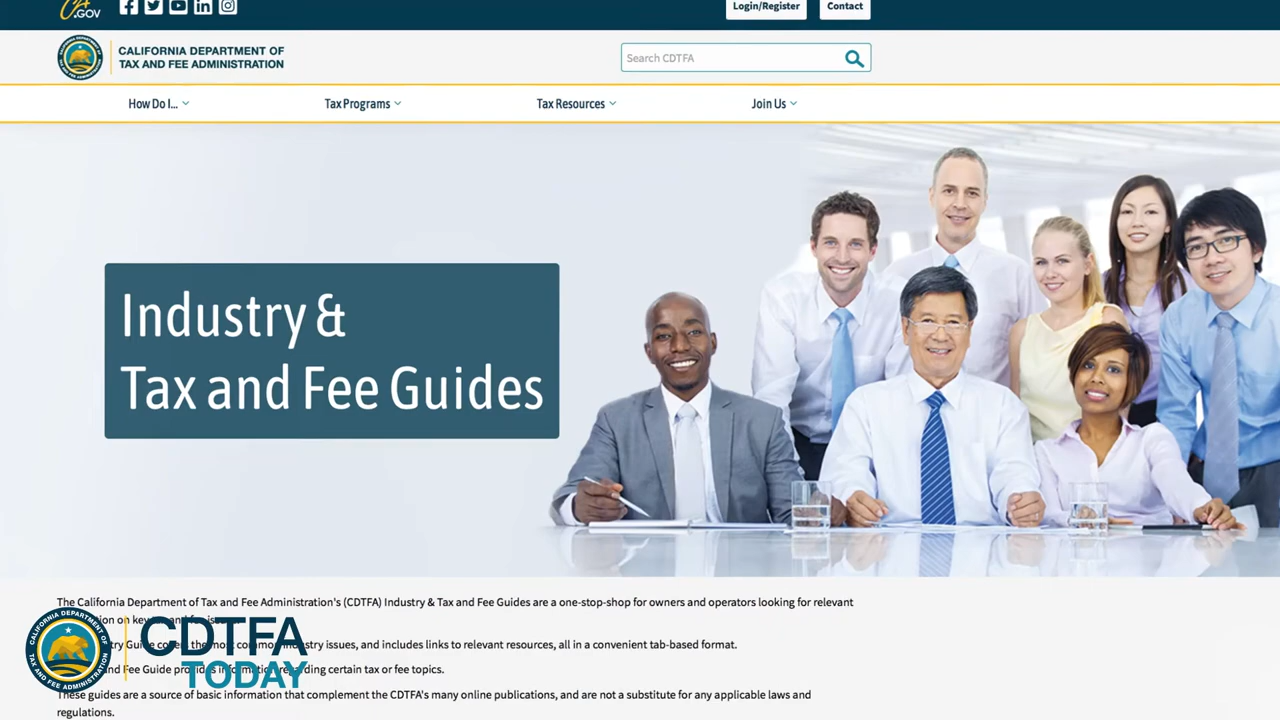 CA
.GOV
Login/Register
Contact
CALIFORNIA DEPARTMENT OF
TAX AND FEE ADMINISTRATION
Search CDTFA
How Do I...
Tax Programs
Tax Resources
Join Us
Industry &
Tax and Fee Guides
The California Department of Tax and Fee Administration's (CDTFA) Industry & Tax and Fee Guides are a one-stop-shop for owners and operators looking for relevant
on key and fee
Guide covers the most common industry issues, and includes links to relevant resources, all in a convenient tab-based format.
and Fee Guide provides information regarding certain tax or fee topics.
These guides are a source of basic information that complement the CDTFA's many online publications, and are not a substitute for any applicable laws and
regulations.
CALIFORNIA DEPARTMENT OF
TAX AND FEE ADMINISTRATION
CDTFA
TODAY